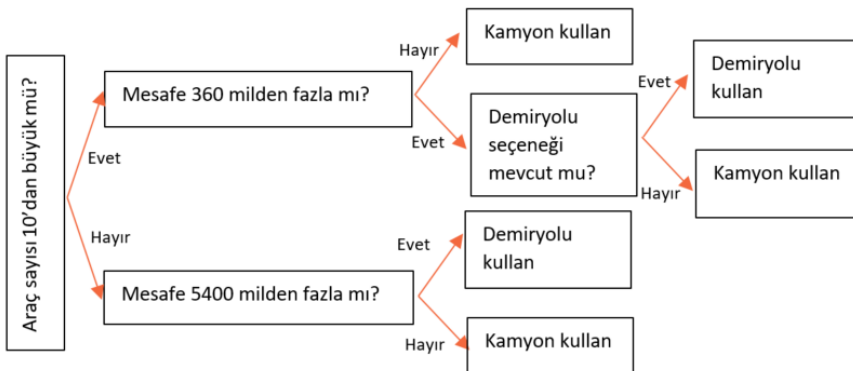 Araç sayısı 10'dan büyük mü?
Evet
Hayır
Mesafe 360 milden fazla mı?
Hayır
Evet
Kamyon kullan
Demiryolu
seçeneği
mevcut mu?
Evet
Hayır
Demiryolu
kullan
Kamyon kullan
Mesafe 5400 milden fazla mı?
Evet
Hayır
Demiryolu
kullan
Kamyon kullan